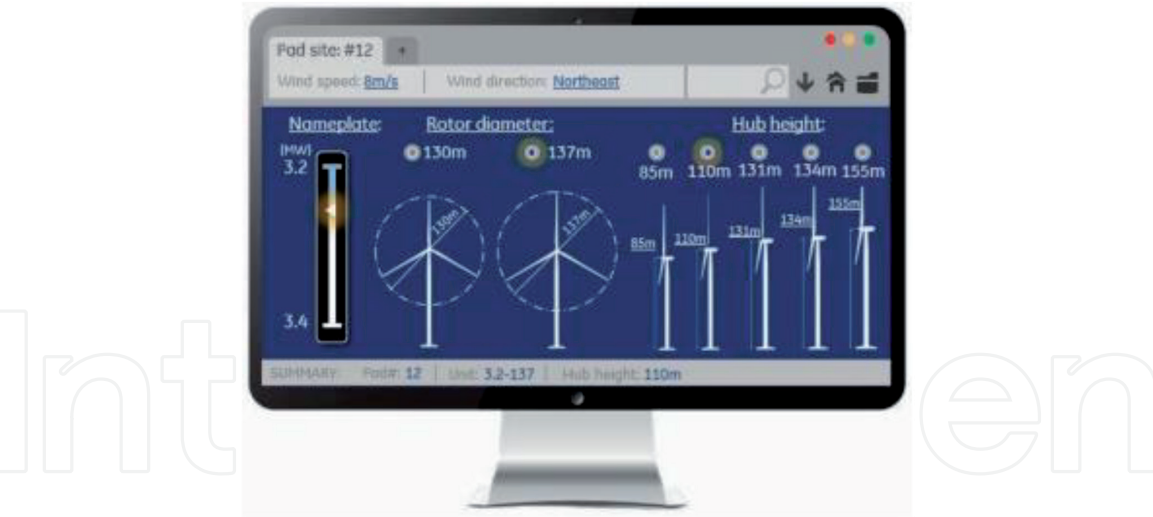 Pad site: #12 +
Wind speed: 8m/s | Wind direction: Northeast
Nameplate: Rotor diameter: Hub height:
(MW)
3.2
130m 137m
85m 110m 131m 134m 155m
130m 137m
85m 110m 131m 134m 155m
3.4
SUMMARY: Pad#: 12 | Unit: 3.2-137 | Hub height: 110m
Inten
Inten